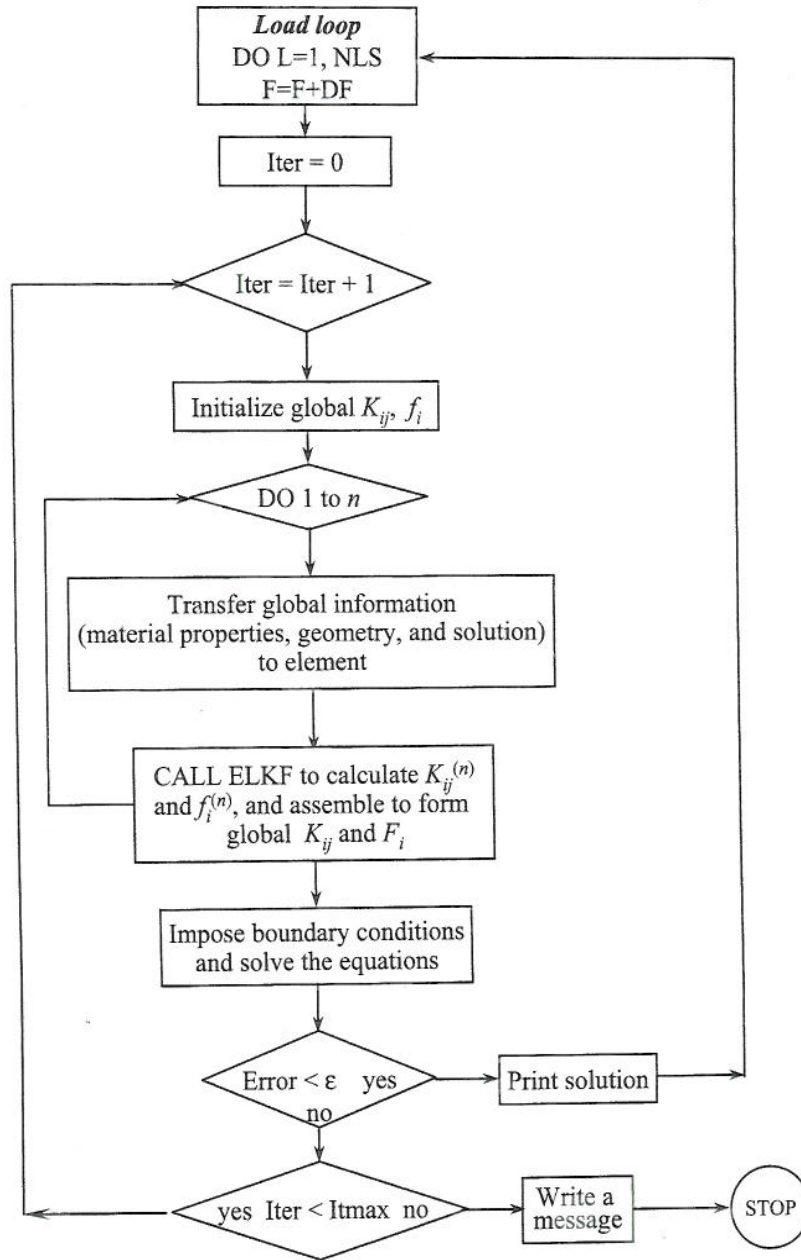 Load loop
DO L=1, NLS
F=F+DF
Iter = 0
Iter = Iter + 1
Initialize global K_ij, f_i
DO 1 to n
Transfer global information
(material properties, geometry, and solution)
to element
CALL ELKF to calculate K_ij^(n)
and f_i^(n), and assemble to form
global K_ij and F_i
Impose boundary conditions
and solve the equations
Error < ε yes
no
Print solution
yes Iter < Itmax no
Write a
message
STOP